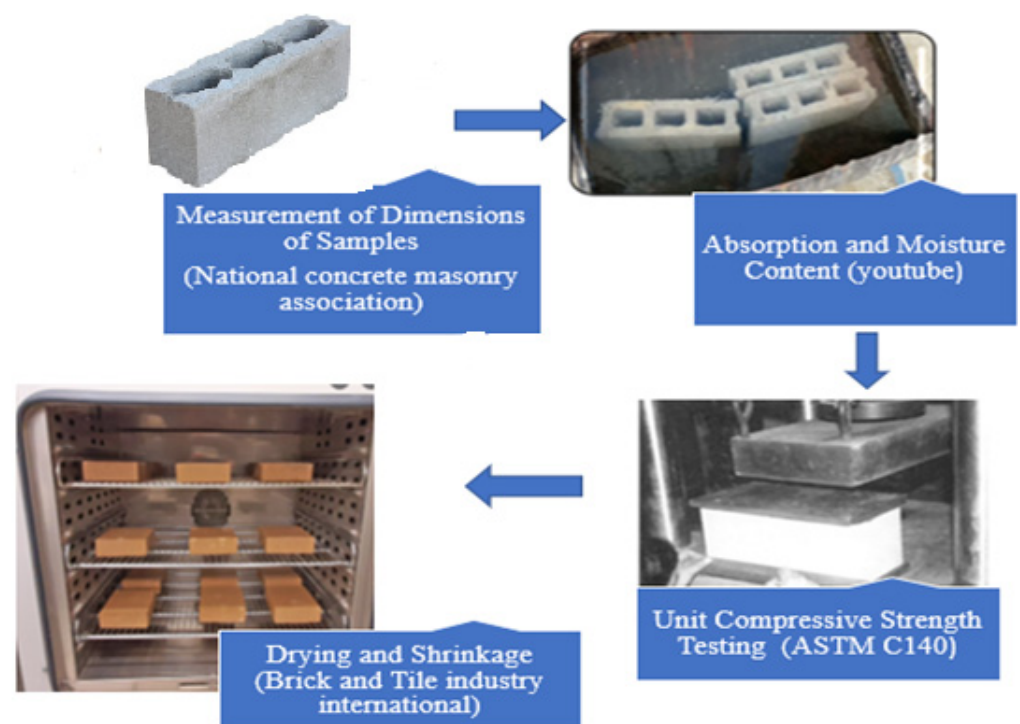 Measurement of Dimensions
of Samples
(National concrete masonry
association)
Absorption and Moisture
Content (youtube)
Unit Compressive Strength
Testing (ASTM C140)
Drying and Shrinkage
(Brick and Tile industry
international)